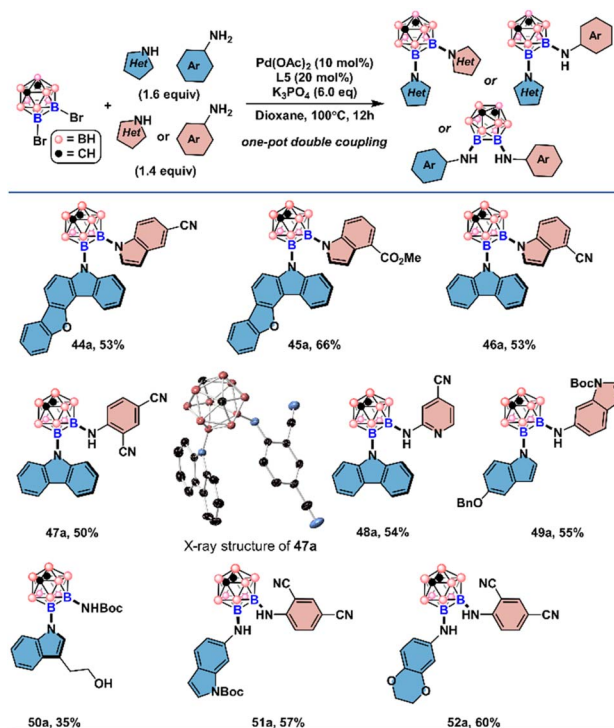 NH
Het
(1.6 equiv)
NH₂
Ar
+
Br
Br
= BH
= CH
NH
Het
or
NH₂
Ar
(1.4 equiv)
Pd(OAc)₂ (10 mol%)
L5 (20 mol%)
K₃PO₄ (6.0 eq)
Dioxane, 100°C, 12h
one-pot double coupling
B
B
N
Het
N
Het
or
B
B
N
H
Ar
N
Het
or
B
B
Ar
NH
HN
Ar
B
B
N
CN
N
O
44a, 53%
B
B
N
CO₂Me
N
O
45a, 66%
B
B
N
CN
N
46a, 53%
CN
B
B
N
H
CN
N
47a, 50%
X-ray structure of 47a
CN
B
B
N
H
N
N
48a, 54%
BocN
B
B
N
H
N
BnO
49a, 55%
B
B
NHBoc
N
OH
50a, 35%
NC
B
B
HN
CN
NH
NBoc
51a, 57%
NC
B
B
HN
CN
NH
O
O
52a, 60%